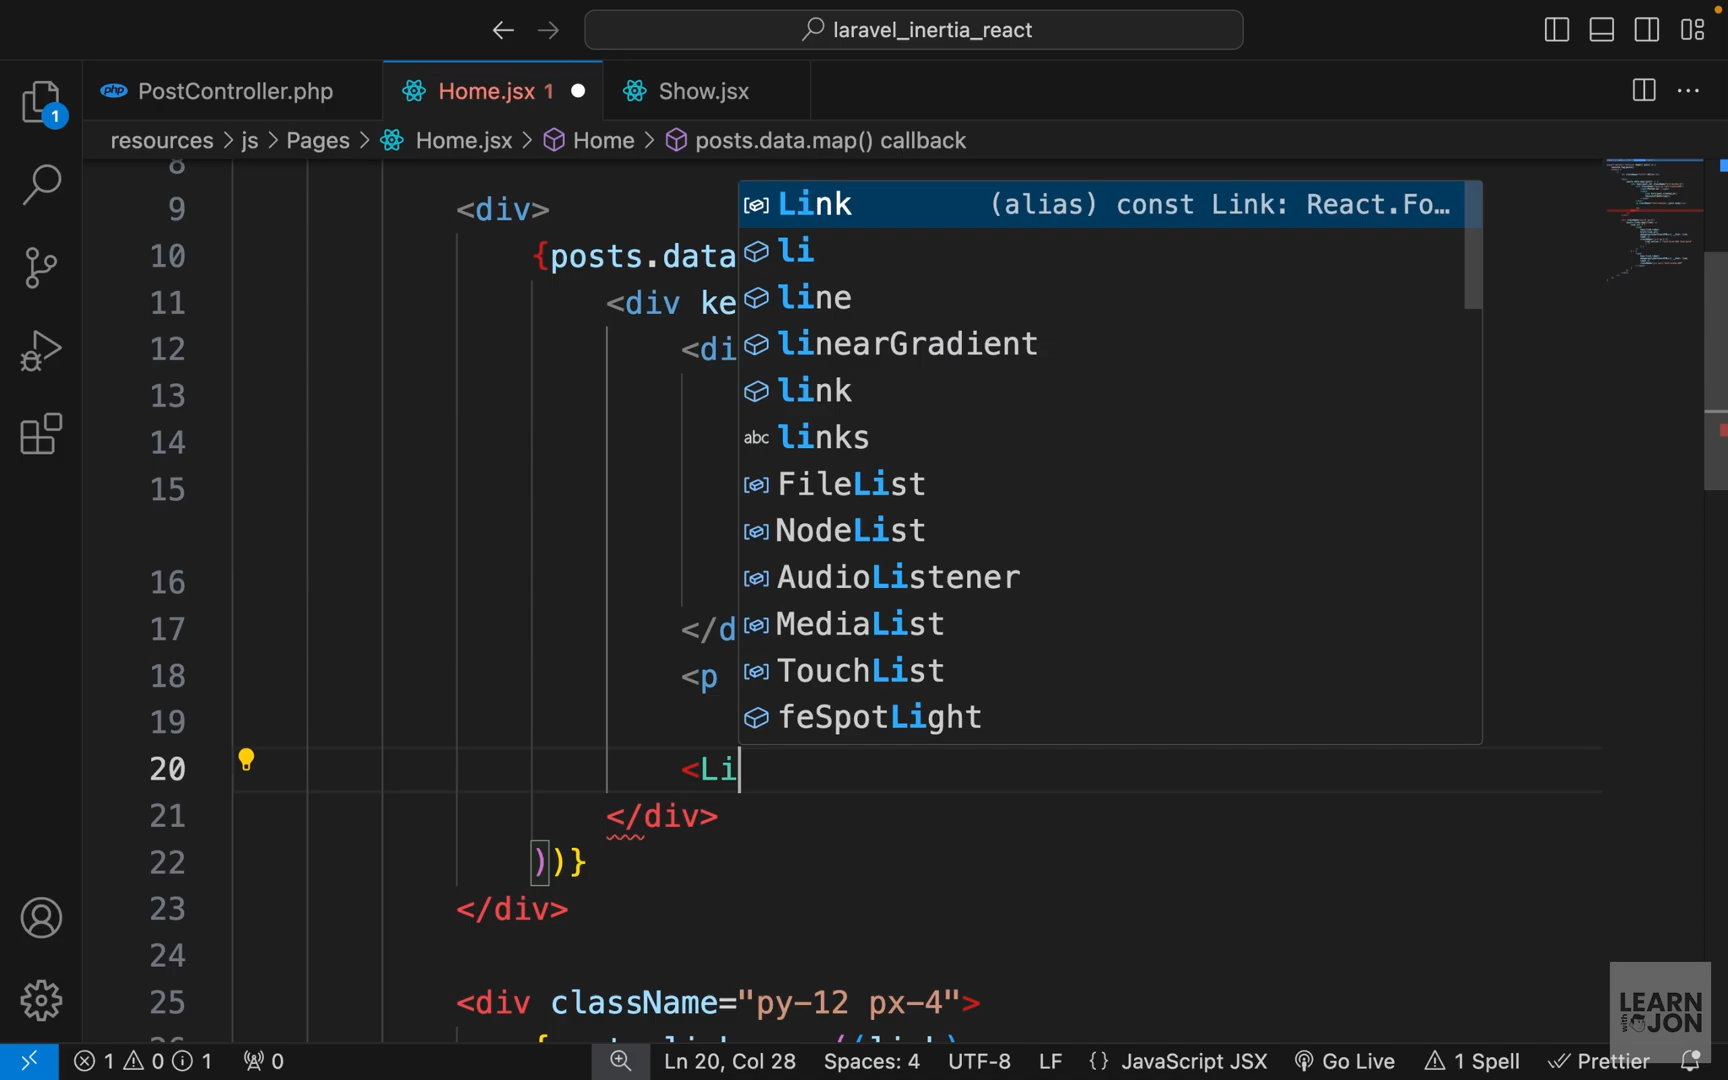 laravel_inertia_react
PostController.php
Home.jsx 1
Show.jsx
1
resources > js > Pages > Home.jsx > Home > posts.data.map() callback
8
9 <div>
10 {posts.data
11 <div ke
12 <di
13
14
15
16
17 </d
18 <p
19
20 <Li
21 </div>
22 ))}
23 </div>
24
25 <div className="py-12 px-4">
Link (alias) const Link: React.Fo…
li
line
linearGradient
link
abc links
FileList
NodeList
AudioListener
MediaList
TouchList
feSpotLight
LEARN
with JON
1 0 1 0 Ln 20, Col 28 Spaces: 4 UTF-8 LF {} JavaScript JSX Go Live 1 Spell Prettier